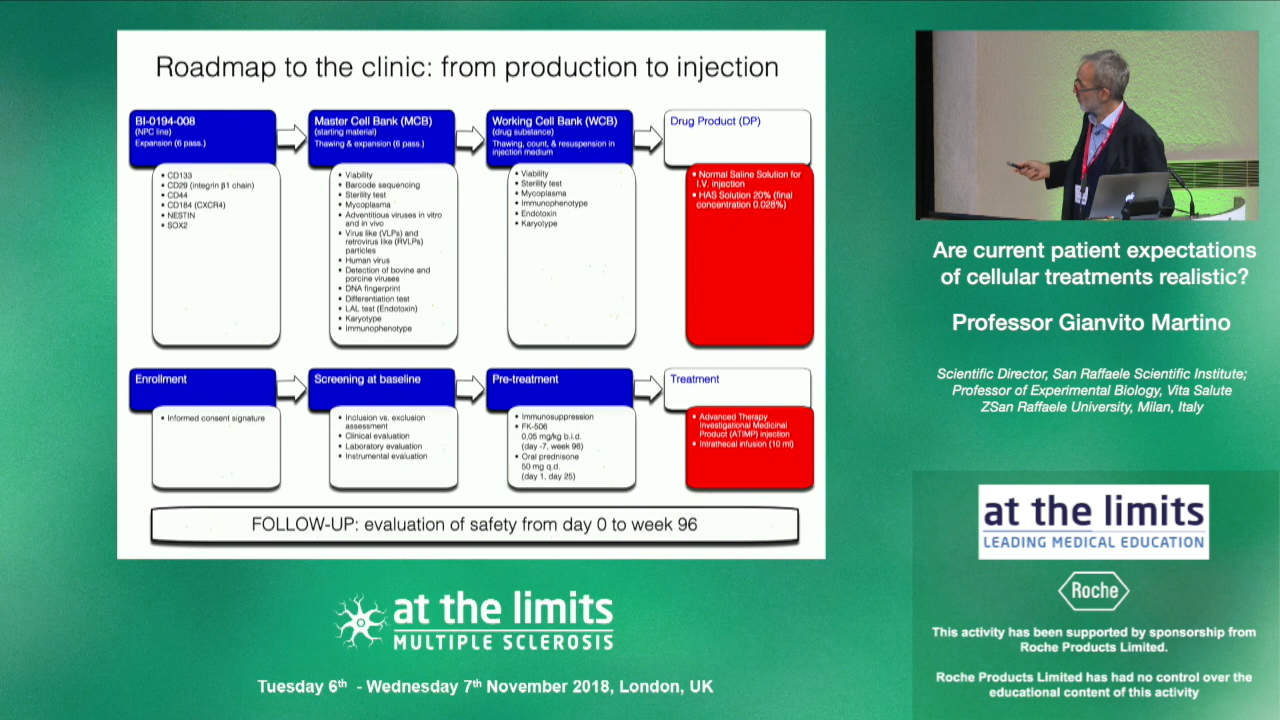 Roadmap to the clinic: from production to injection
BI-0194-008
(NPC line)
Expansion (6 pass.)
• CD133
• CD29 (integrin β1 chain)
• CD44
• CD184 (CXCR4)
• NESTIN
• SOX2
Master Cell Bank (MCB)
(starting material)
Thawing & expansion (6 pass.)
• Viability
• Barcode sequencing
• Sterility test
• Mycoplasma
• Adventitious viruses in vitro
and in vivo
• Virus like (VLPs) and
retrovirus like (RVLPs)
particles
• Human virus
• Detection of bovine and
porcine viruses
• DNA fingerprint
• Differentiation test
• LAL test (Endotoxin)
• Karyotype
• Immunophenotype
Working Cell Bank (WCB)
(drug substance)
Thawing, count, & resuspension in
injection medium
• Viability
• Sterility test
• Mycoplasma
• Immunophenotype
• Endotoxin
• Karyotype
Drug Product (DP)
• Normal Saline Solution for
I.V. injection
• HAS Solution 20% (final
concentration 0.028%)
Enrollment
• Informed consent signature
Screening at baseline
• Inclusion vs. exclusion
assessment
• Clinical evaluation
• Laboratory evaluation
• Instrumental evaluation
Pre-treatment
• Immunosuppression
• FK-506
0.05 mg/kg b.i.d.
(day -7, week 96)
• Oral prednisone
50 mg q.d.
(day 1, day 25)
Treatment
• Advanced Therapy
Investigational Medicinal
Product (ATIMP) injection
• Intrathecal infusion (10 ml)
FOLLOW-UP: evaluation of safety from day 0 to week 96
at the limits
MULTIPLE SCLEROSIS
Tuesday 6th - Wednesday 7th November 2018, London, UK
Are current patient expectations
of cellular treatments realistic?
Professor Gianvito Martino
Scientific Director, San Raffaele Scientific Institute;
Professor of Experimental Biology, Vita Salute
ZSan Raffaele University, Milan, Italy
at the limits
LEADING MEDICAL EDUCATION
Roche
This activity has been supported by sponsorship from
Roche Products Limited.
Roche Products Limited has had no control over the
educational content of this activity